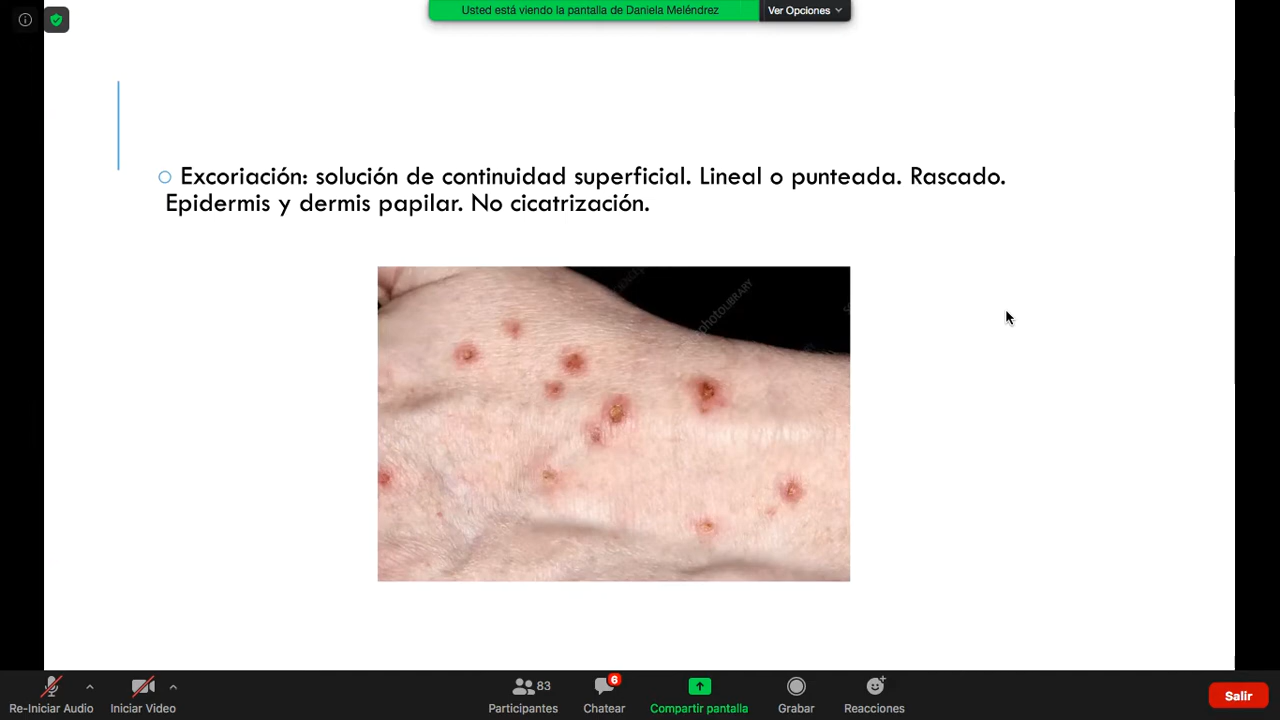 Usted está viendo la pantalla de Daniela Meléndrez
Ver Opciones
Excoriación: solución de continuidad superficial. Lineal o punteada. Rascado.
Epidermis y dermis papilar. No cicatrización.
photoLIBRARY
Re-Iniciar Audio
Iniciar Video
83
Participantes
6
Chatear
Compartir pantalla
Grabar
Reacciones
Salir